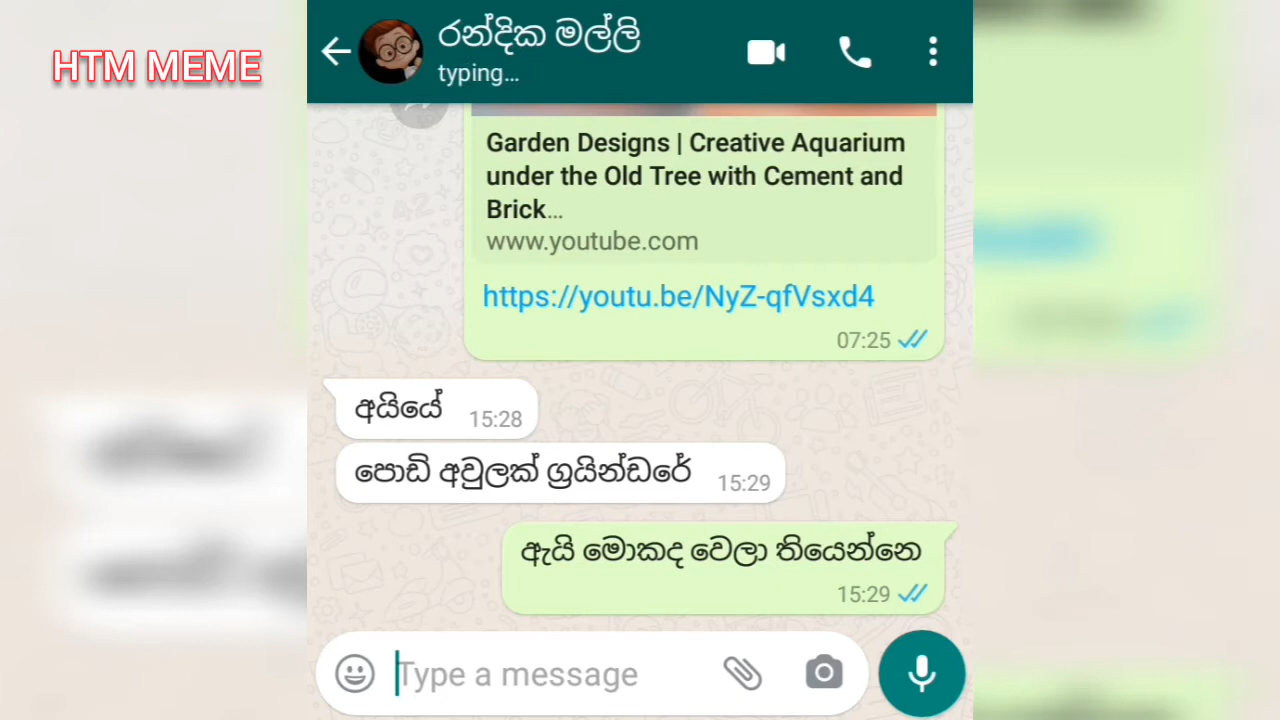 HTM MEME
රන්දික මල්ලි
typing...
Garden Designs | Creative Aquarium
under the Old Tree with Cement and
Brick...
www.youtube.com
https://youtu.be/NyZ-qfVsxd4
07:25
අයියේ 15:28
පොඩි අවුලක් ග්‍රයින්ඩරේ 15:29
ඇයි මොකද වෙලා තියෙන්නෙ
15:29
Type a message